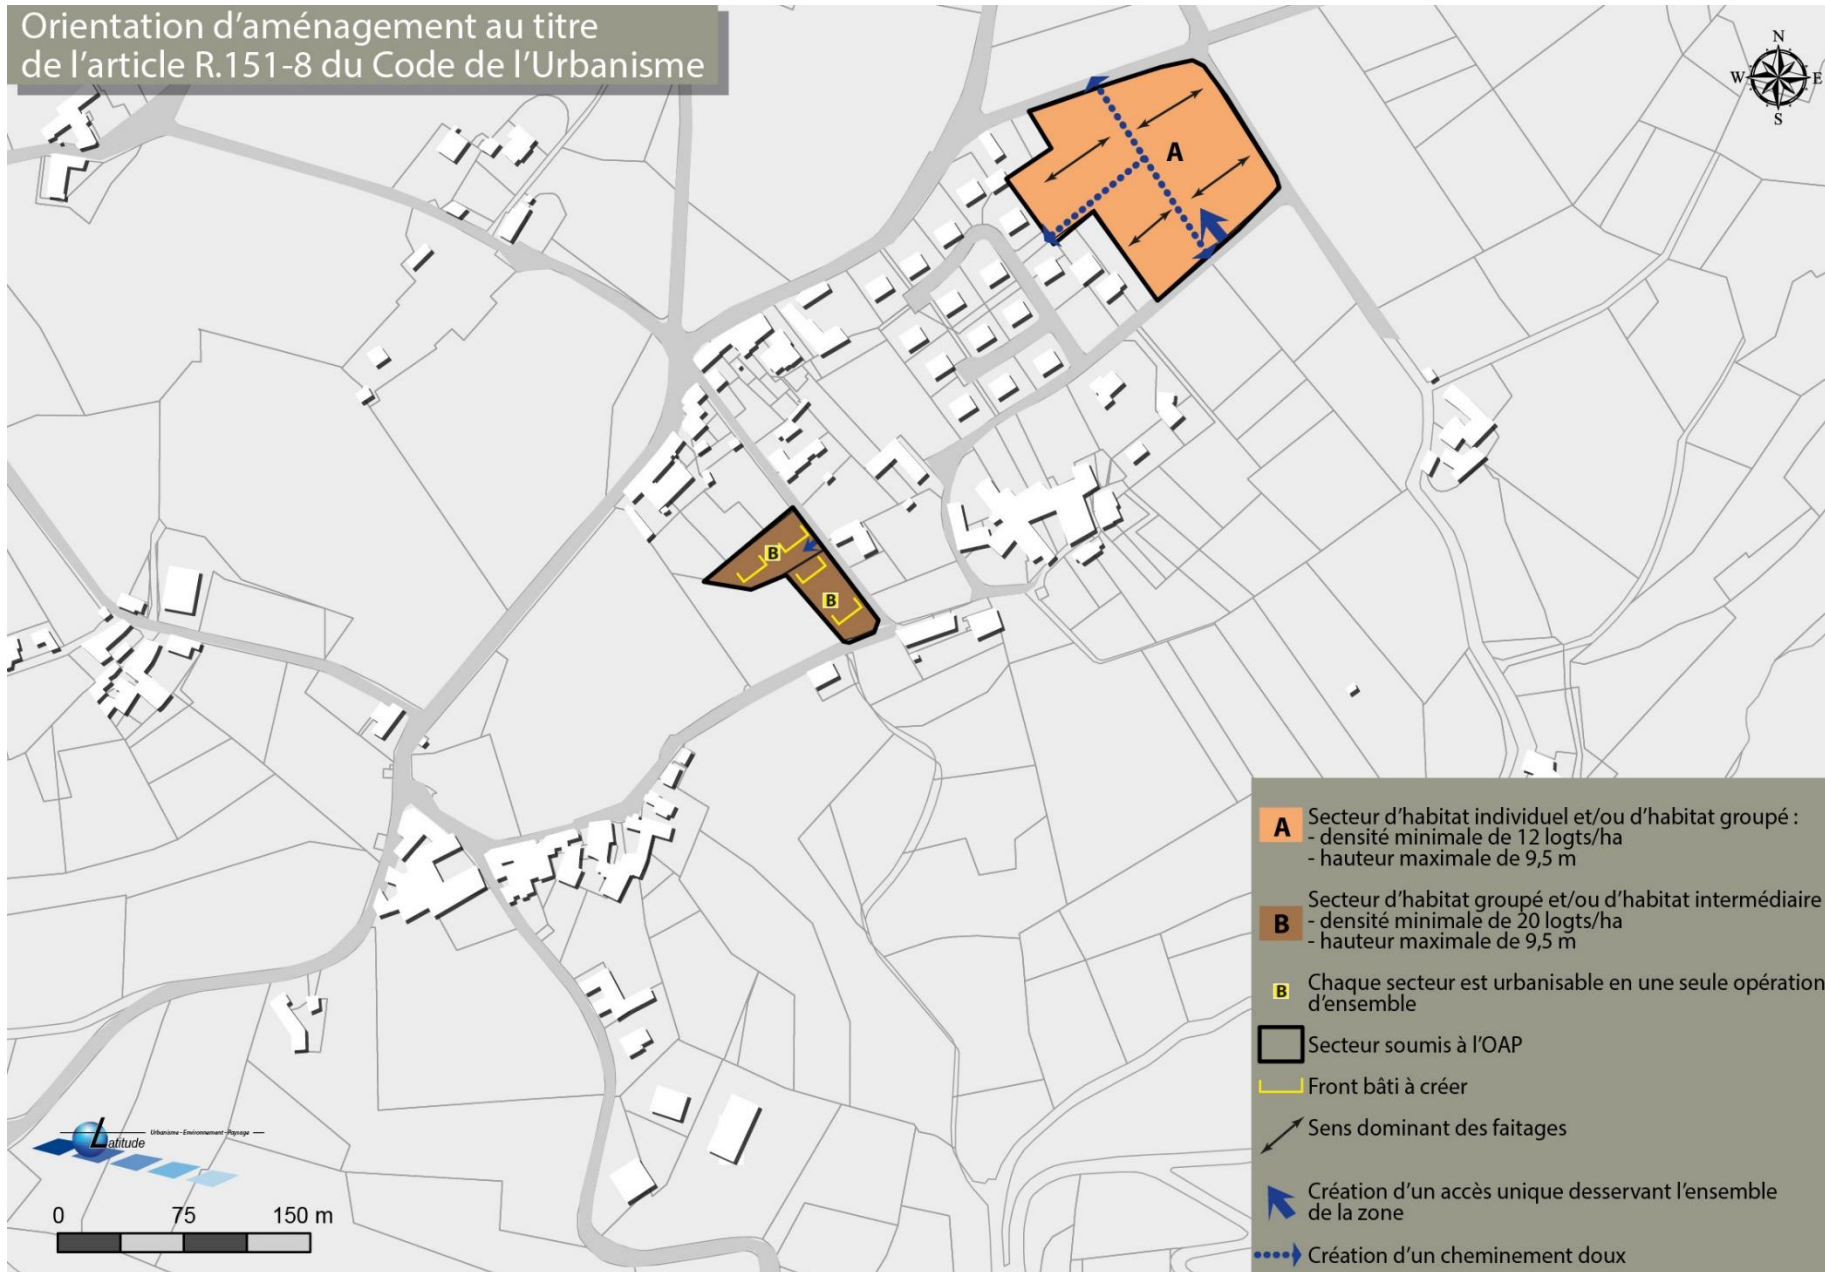 Orientation d'aménagement au titre
de l'article R.151-8 du Code de l'Urbanisme
N
W E
S
A
B
B
A Secteur d'habitat individuel et/ou d'habitat groupé :
- densité minimale de 12 logts/ha
- hauteur maximale de 9,5 m
B Secteur d'habitat groupé et/ou d'habitat intermédiaire
- densité minimale de 20 logts/ha
- hauteur maximale de 9,5 m
B Chaque secteur est urbanisable en une seule opération
d'ensemble
Secteur soumis à l'OAP
Front bâti à créer
Sens dominant des faitages
Création d'un accès unique desservant l'ensemble
de la zone
Création d'un cheminement doux
Latitude Urbanisme - Environnement - Paysage
0 75 150 m